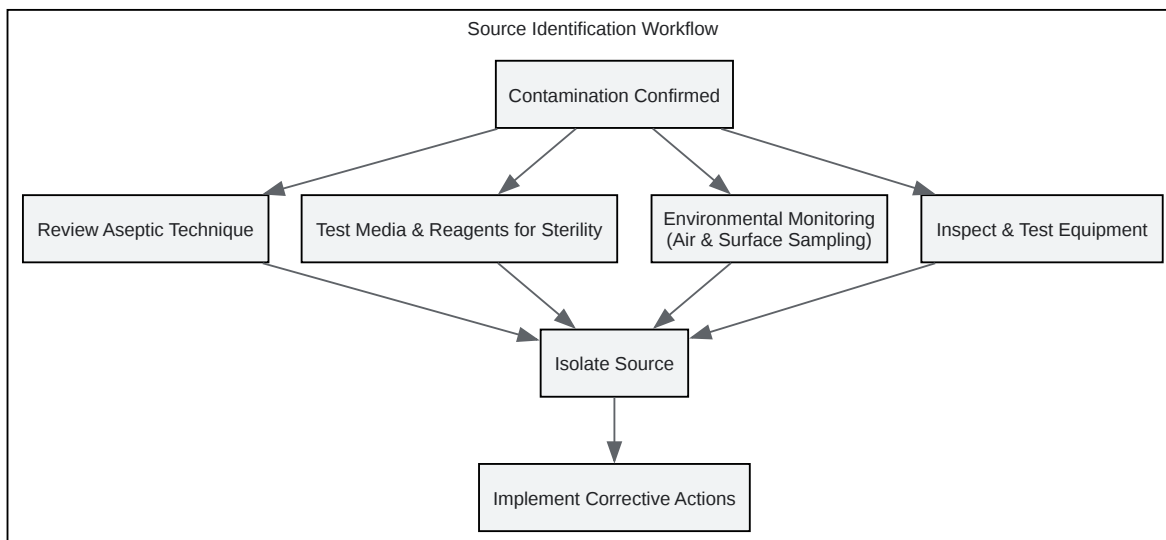 Source Identification Workflow
Contamination Confirmed
Review Aseptic Technique
Test Media & Reagents for Sterility
Environmental Monitoring
(Air & Surface Sampling)
Inspect & Test Equipment
Isolate Source
Implement Corrective Actions